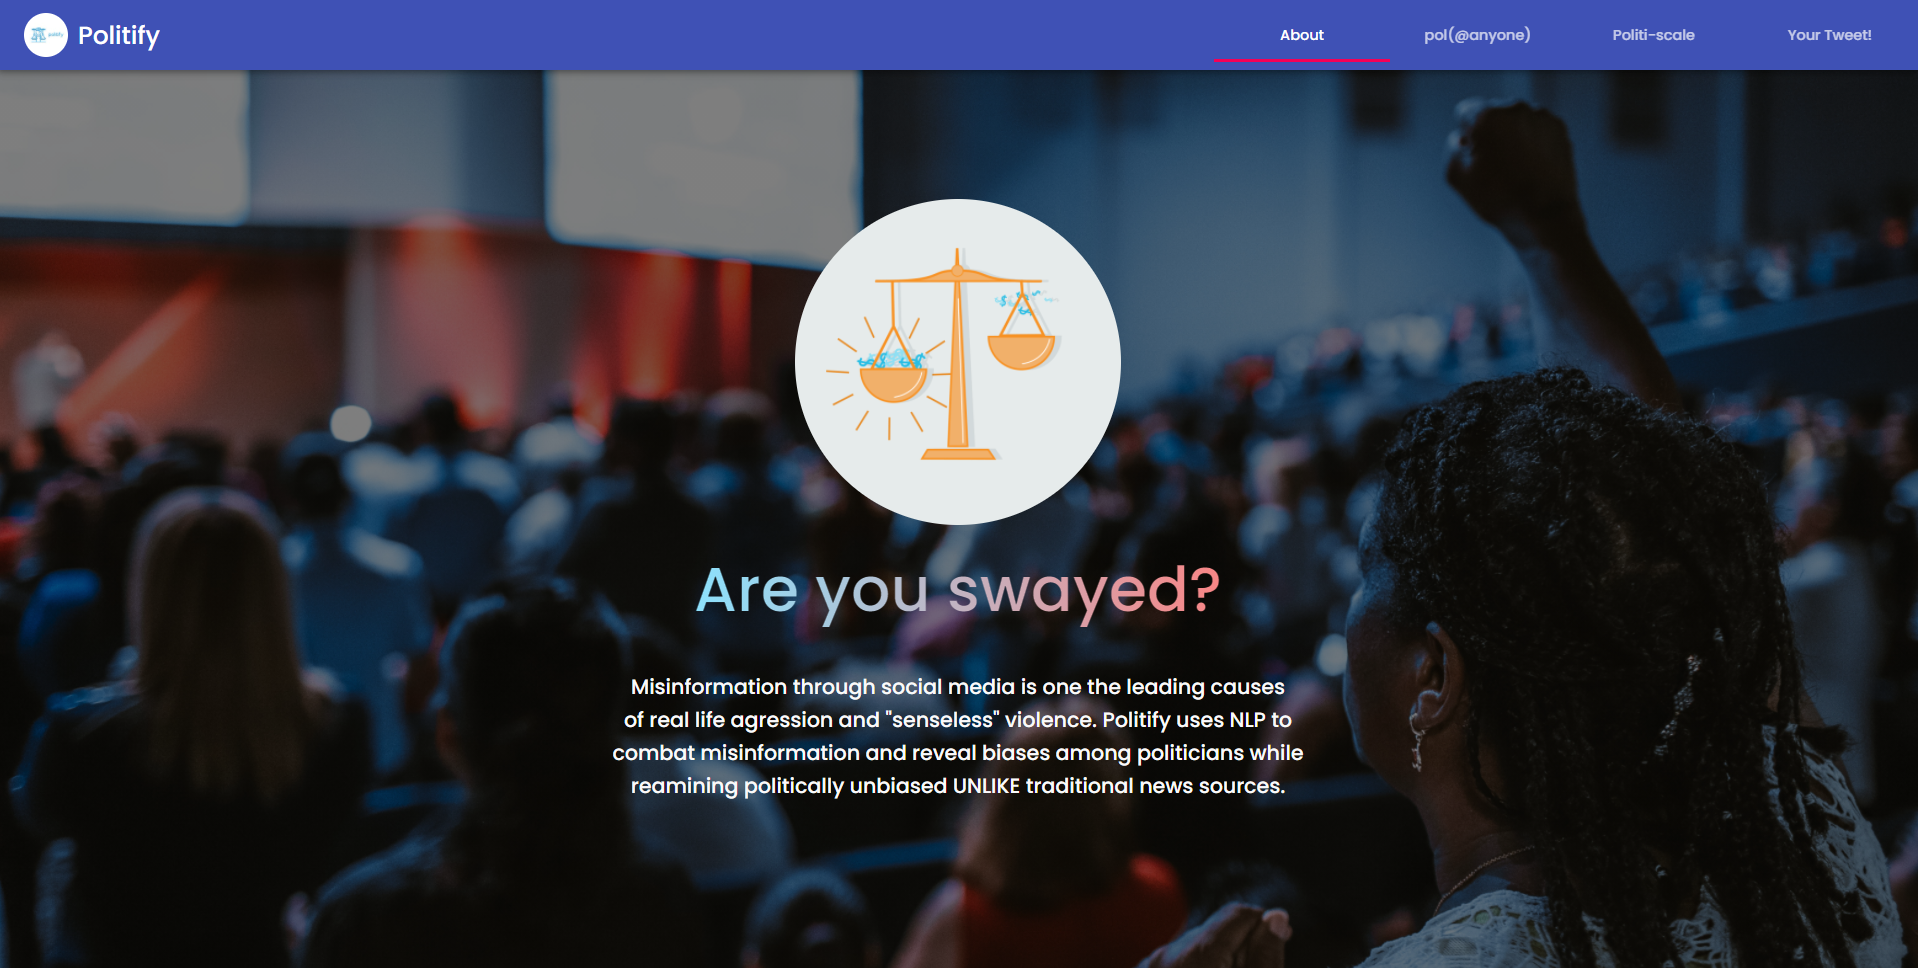 Politify
About
pol(@anyone)
Politi-scale
Your Tweet!
Are you swayed?
Misinformation through social media is one the leading causes
of real life agression and "senseless" violence. Politify uses NLP to
combat misinformation and reveal biases among politicians while
reamining politically unbiased UNLIKE traditional news sources.